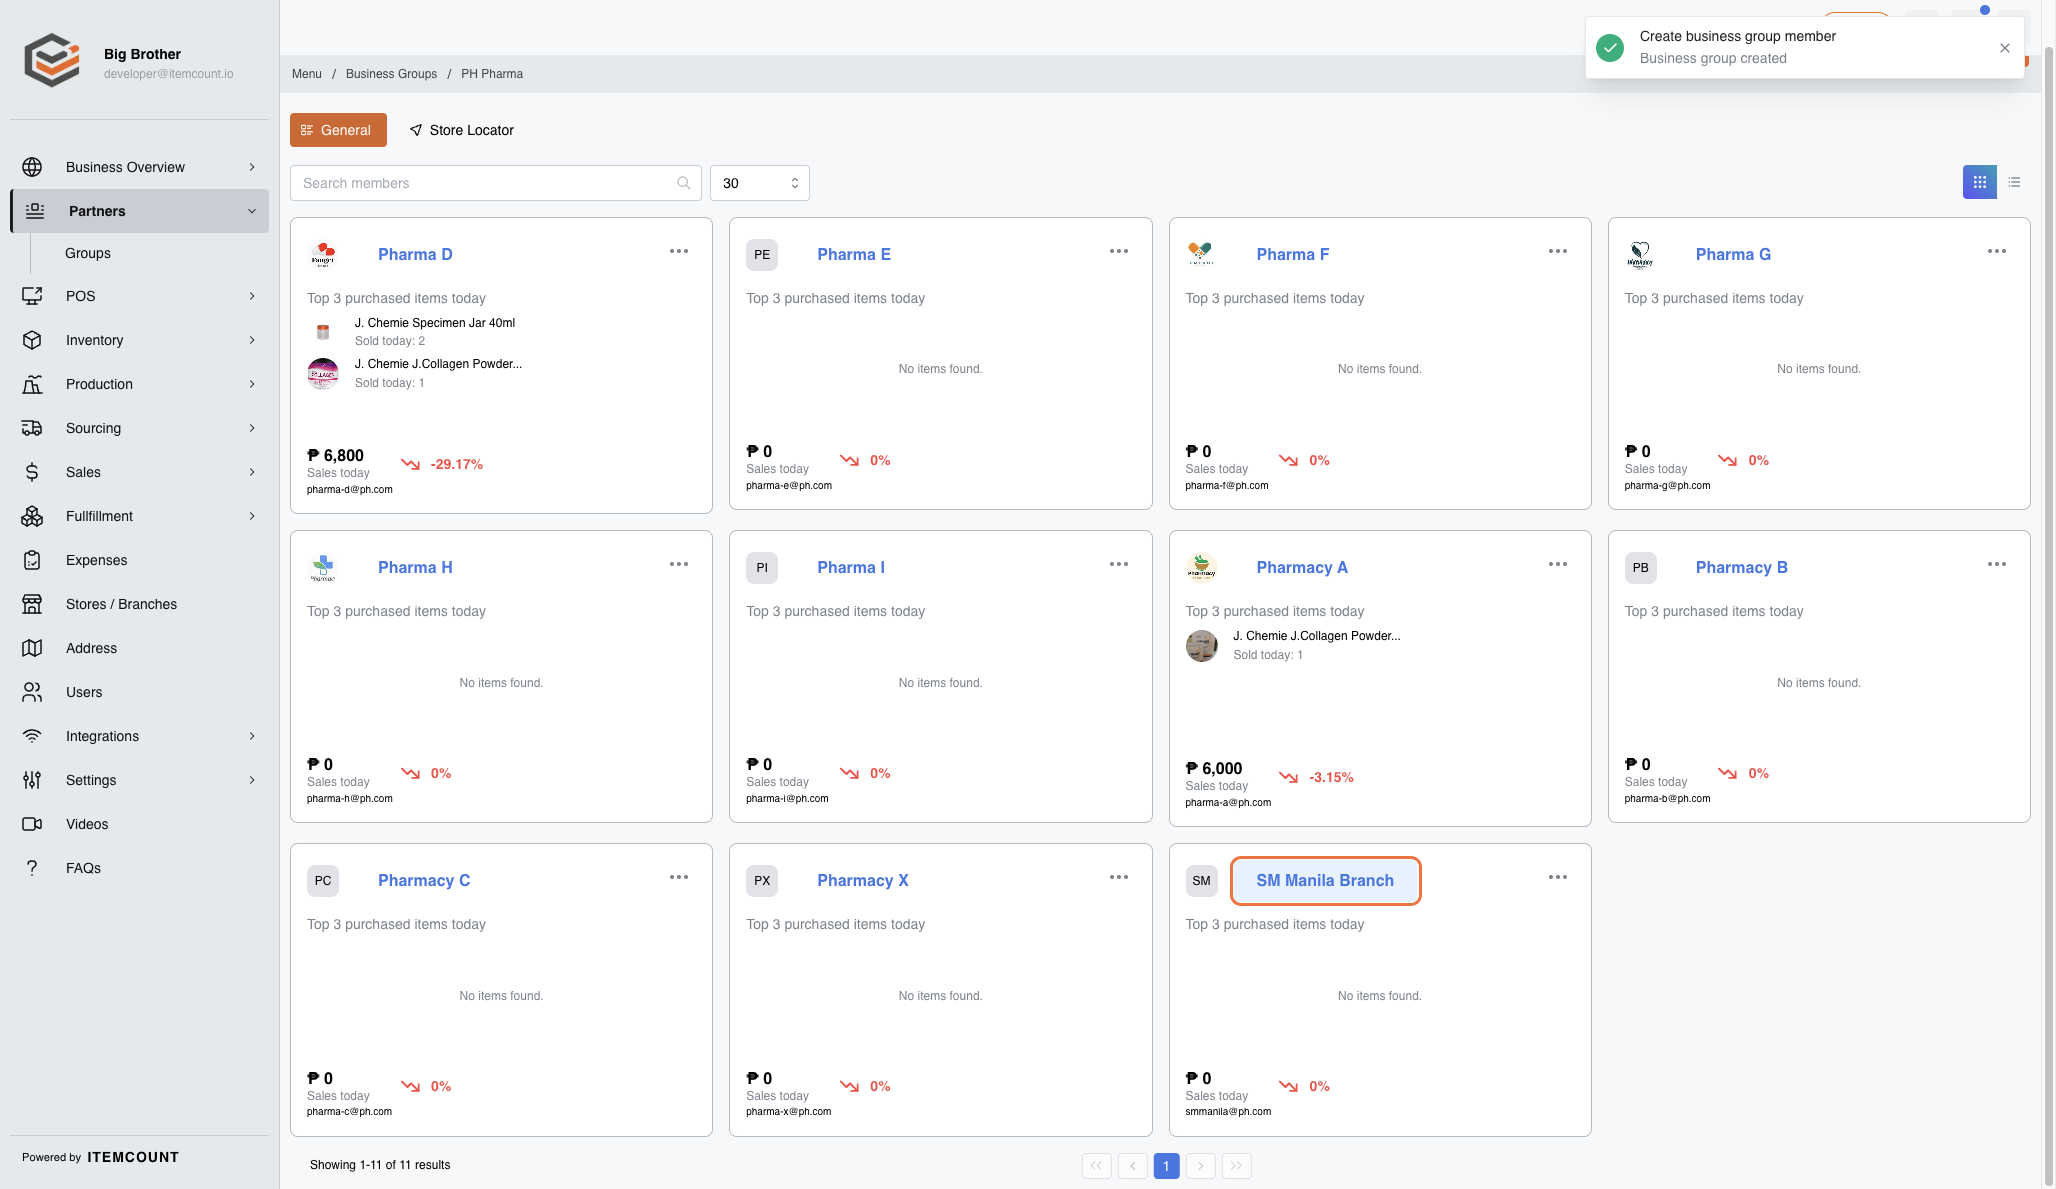 Big Brother
developer@itemcount.io
Business Overview
Partners
Groups
POS
Inventory
Production
Sourcing
Sales
Fullfillment
Expenses
Stores / Branches
Address
Users
Integrations
Settings
Videos
FAQs
Powered by ITEMCOUNT
Create business group member
Business group created
Menu / Business Groups / PH Pharma
General
Store Locator
Search members
30
Pharma D
Top 3 purchased items today
J. Chemie Specimen Jar 40ml
Sold today: 2
J. Chemie J.Collagen Powder...
Sold today: 1
₱ 6,800
Sales today
-29.17%
pharma-d@ph.com
PE
Pharma E
Top 3 purchased items today
No items found.
₱ 0
Sales today
0%
pharma-e@ph.com
Pharma F
Top 3 purchased items today
No items found.
₱ 0
Sales today
0%
pharma-f@ph.com
Pharma G
Top 3 purchased items today
No items found.
₱ 0
Sales today
0%
pharma-g@ph.com
Pharma H
Top 3 purchased items today
No items found.
₱ 0
Sales today
0%
pharma-h@ph.com
PI
Pharma I
Top 3 purchased items today
No items found.
₱ 0
Sales today
0%
pharma-i@ph.com
Pharmacy
Pharmacy A
Top 3 purchased items today
J. Chemie J.Collagen Powder...
Sold today: 1
₱ 6,000
Sales today
-3.15%
pharma-a@ph.com
PB
Pharmacy B
Top 3 purchased items today
No items found.
₱ 0
Sales today
0%
pharma-b@ph.com
PC
Pharmacy C
Top 3 purchased items today
No items found.
₱ 0
Sales today
0%
pharma-c@ph.com
PX
Pharmacy X
Top 3 purchased items today
No items found.
₱ 0
Sales today
0%
pharma-x@ph.com
SM
SM Manila Branch
Top 3 purchased items today
No items found.
₱ 0
Sales today
0%
smmanila@ph.com
Showing 1-11 of 11 results
1